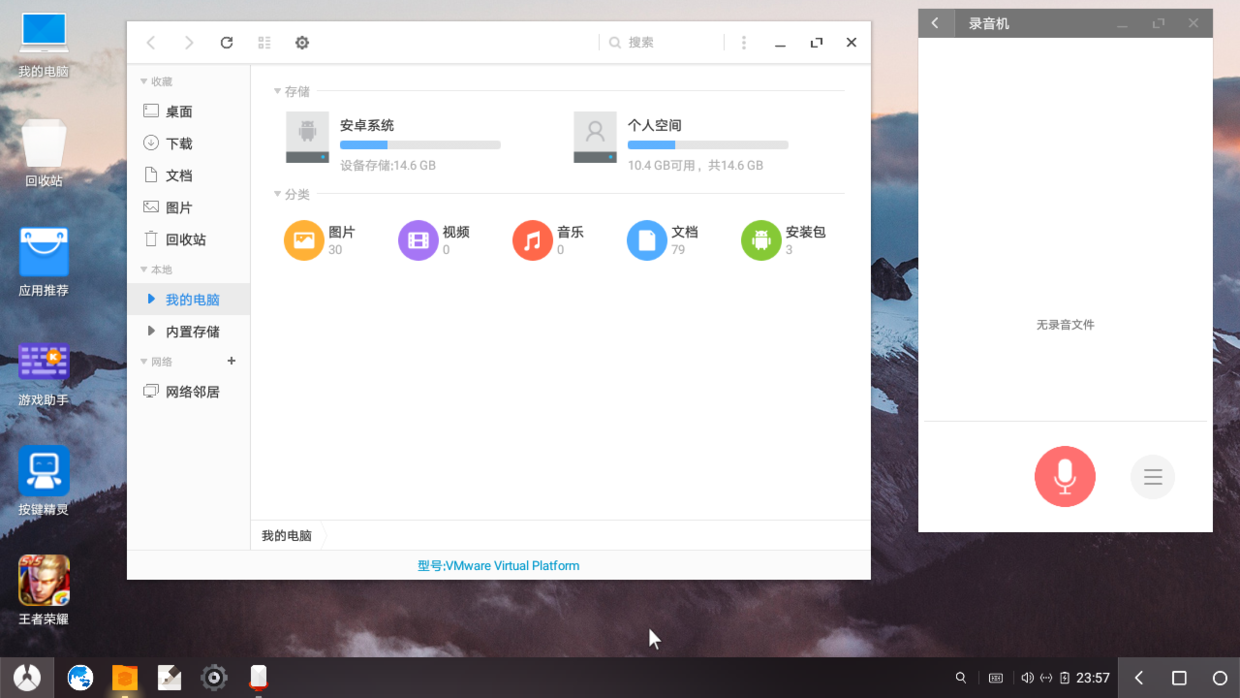 我的电脑
回收站
应用推荐
游戏助手
按键精灵
王者荣耀
搜索
收藏
桌面
下载
文档
图片
回收站
本地
我的电脑
内置存储
网络
网络邻居
存储
安卓系统
设备存储:14.6 GB
个人空间
10.4 GB可用，共14.6 GB
分类
图片
30
视频
0
音乐
0
文档
79
安装包
3
我的电脑
型号:VMware Virtual Platform
录音机
无录音文件
23:57